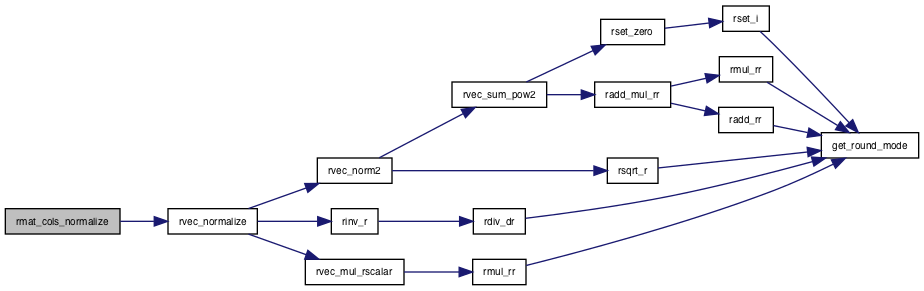 rset_i
rset_zero
rmul_rr
rvec_sum_pow2
radd_mul_rr
radd_rr
get_round_mode
rvec_norm2
rsqrt_r
rmat_cols_normalize
rvec_normalize
rinv_r
rdiv_dr
rvec_mul_rscalar
rmul_rr